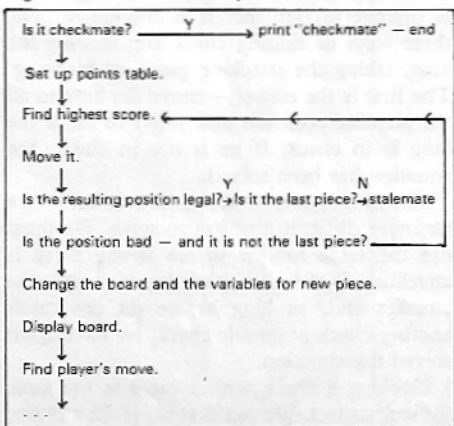 Is it checkmate? Y print "checkmate" – end
Set up points table.
Find highest score.
Move it.
Y N
Is the resulting position legal? Is it the last piece? stalemate
Is the position bad – and it is not the last piece?
Change the board and the variables for new piece.
Display board.
Find player's move.
. . . .